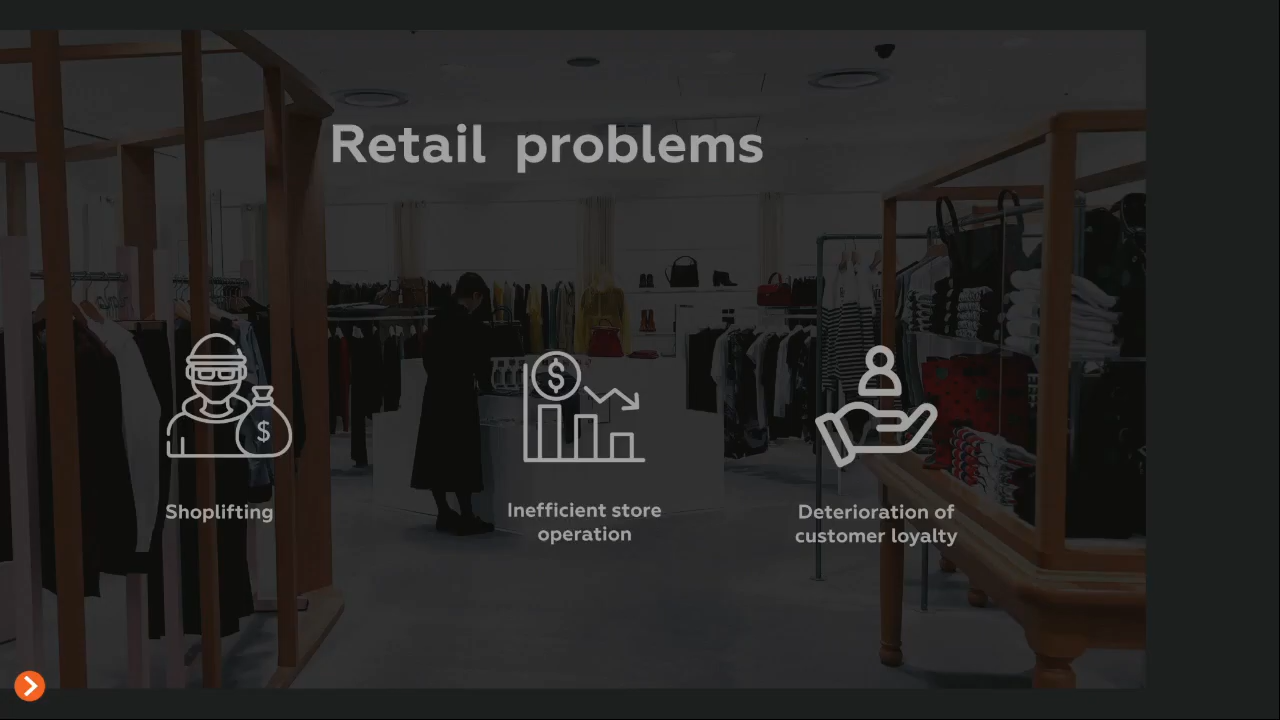 Retail problems
$
$
Shoplifting
Inefficient store
operation
Deterioration of
customer loyalty